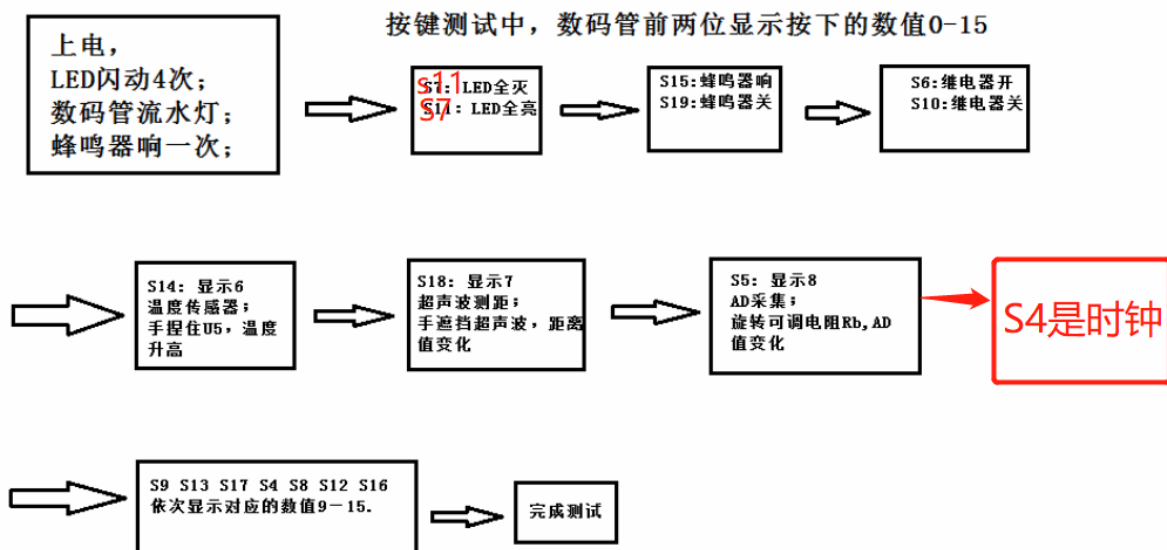 按键测试中，数码管前两位显示按下的数值0-15
上电，
LED闪动4次；
数码管流水灯；
蜂鸣器响一次；
s11
S7: LED全灭
S7
S11: LED全亮
S15:蜂鸣器响
S19:蜂鸣器关
S6:继电器开
S10:继电器关
S14: 显示6
温度传感器；
手捏住U5，温度
升高
S18: 显示7
超声波测距；
手遮挡超声波，距离
值变化
S5: 显示8
AD采集；
旋转可调电阻Rb,AD
值变化
S4是时钟
S9 S13 S17 S4 S8 S12 S16
依次显示对应的数值9－15.
完成测试